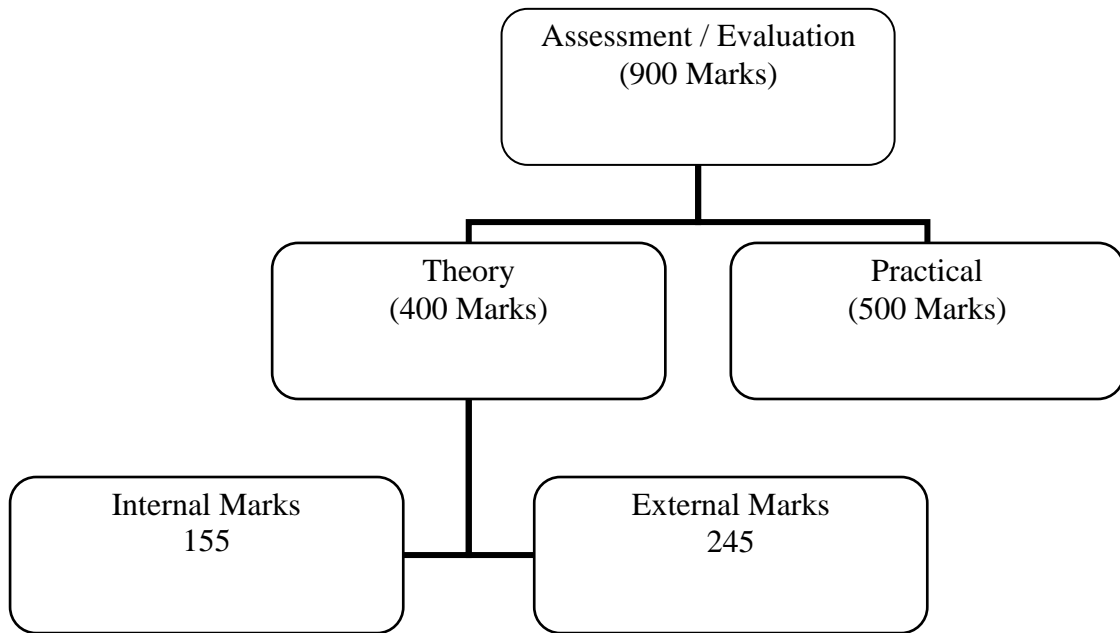 Assessment / Evaluation
(900 Marks)
Theory
(400 Marks)
Practical
(500 Marks)
Internal Marks
155
External Marks
245